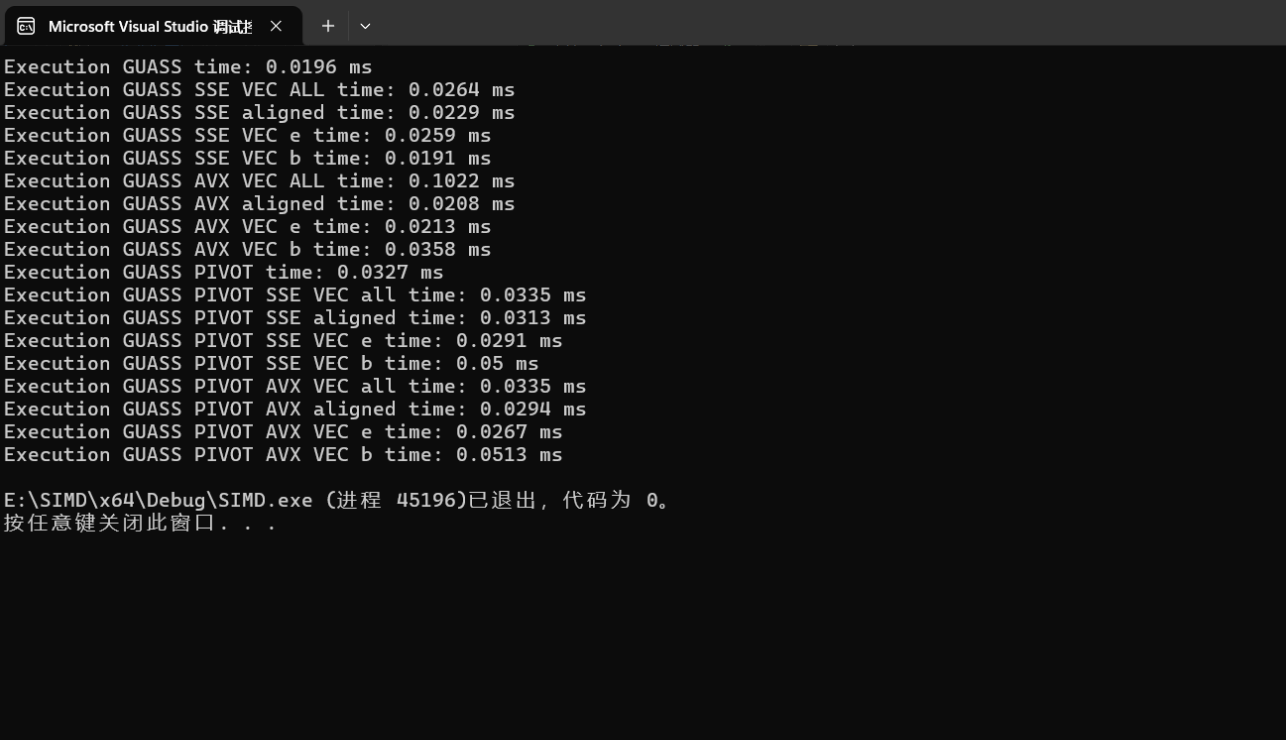 Microsoft Visual Studio 调试
Execution GUASS time: 0.0196 ms
Execution GUASS SSE VEC ALL time: 0.0264 ms
Execution GUASS SSE aligned time: 0.0229 ms
Execution GUASS SSE VEC e time: 0.0259 ms
Execution GUASS SSE VEC b time: 0.0191 ms
Execution GUASS AVX VEC ALL time: 0.1022 ms
Execution GUASS AVX aligned time: 0.0208 ms
Execution GUASS AVX VEC e time: 0.0213 ms
Execution GUASS AVX VEC b time: 0.0358 ms
Execution GUASS PIVOT time: 0.0327 ms
Execution GUASS PIVOT SSE VEC all time: 0.0335 ms
Execution GUASS PIVOT SSE aligned time: 0.0313 ms
Execution GUASS PIVOT SSE VEC e time: 0.0291 ms
Execution GUASS PIVOT SSE VEC b time: 0.05 ms
Execution GUASS PIVOT AVX VEC all time: 0.0335 ms
Execution GUASS PIVOT AVX aligned time: 0.0294 ms
Execution GUASS PIVOT AVX VEC e time: 0.0267 ms
Execution GUASS PIVOT AVX VEC b time: 0.0513 ms
E:\SIMD\x64\Debug\SIMD.exe (进程 45196)已退出，代码为 0。
按任意键关闭此窗口. . .